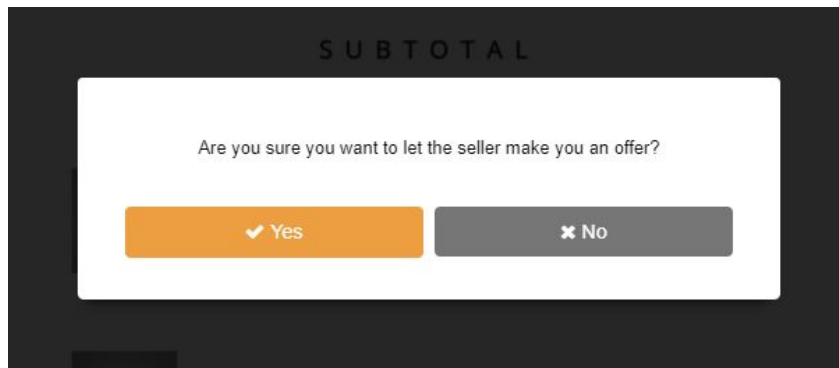 SUBTOTAL
Are you sure you want to let the seller make you an offer?
✔ Yes
✖ No